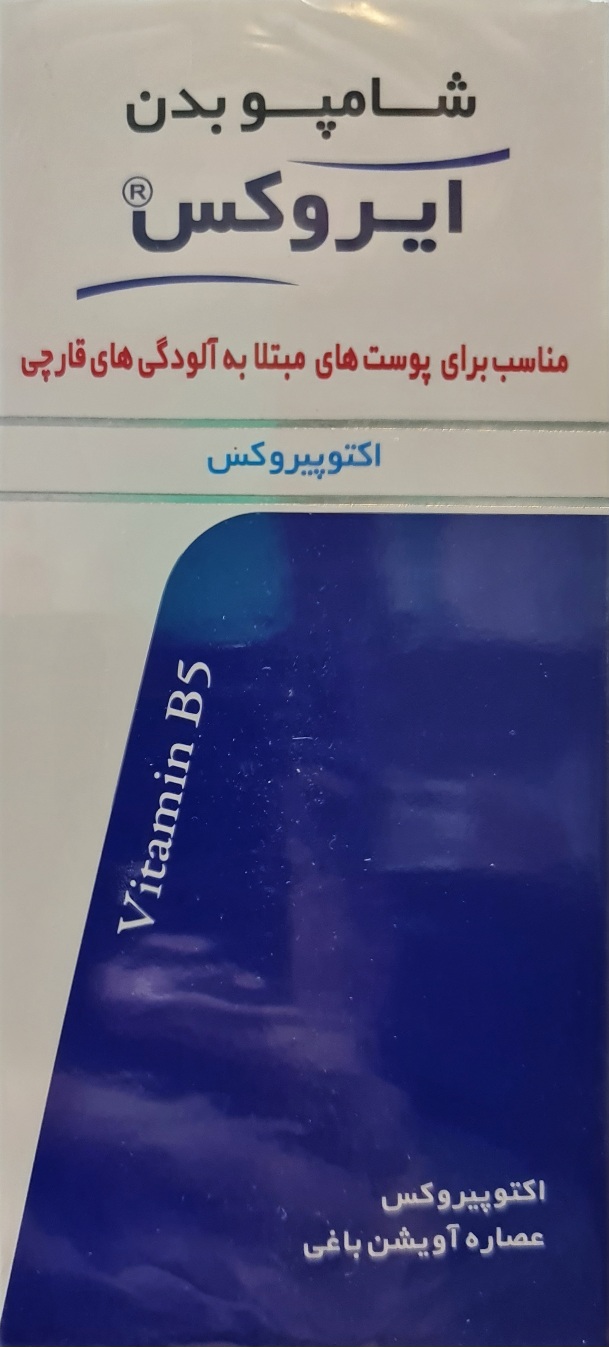 شامپو بدن
ایروکس®
مناسب برای پوست های مبتلا به آلودگی های قارچی
اکتوپیروکس
Vitamin B5
اکتوپیروکس
عصاره آویشن باغی